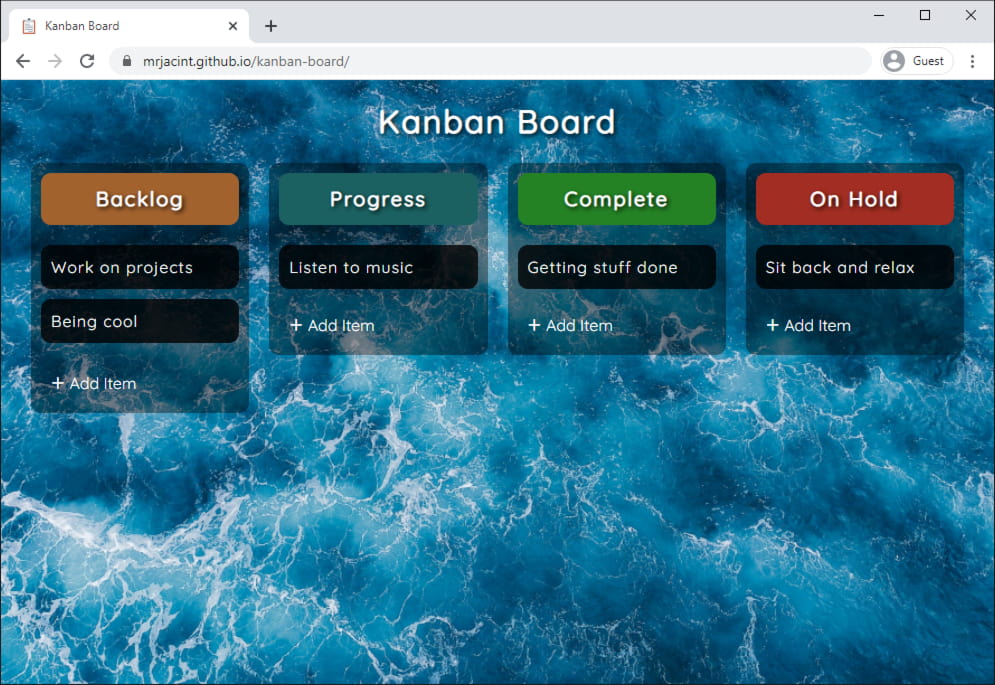 Kanban Board
mrjacint.github.io/kanban-board/
Guest
Kanban Board
Backlog
Work on projects
Being cool
+ Add Item
Progress
Listen to music
+ Add Item
Complete
Getting stuff done
+ Add Item
On Hold
Sit back and relax
+ Add Item